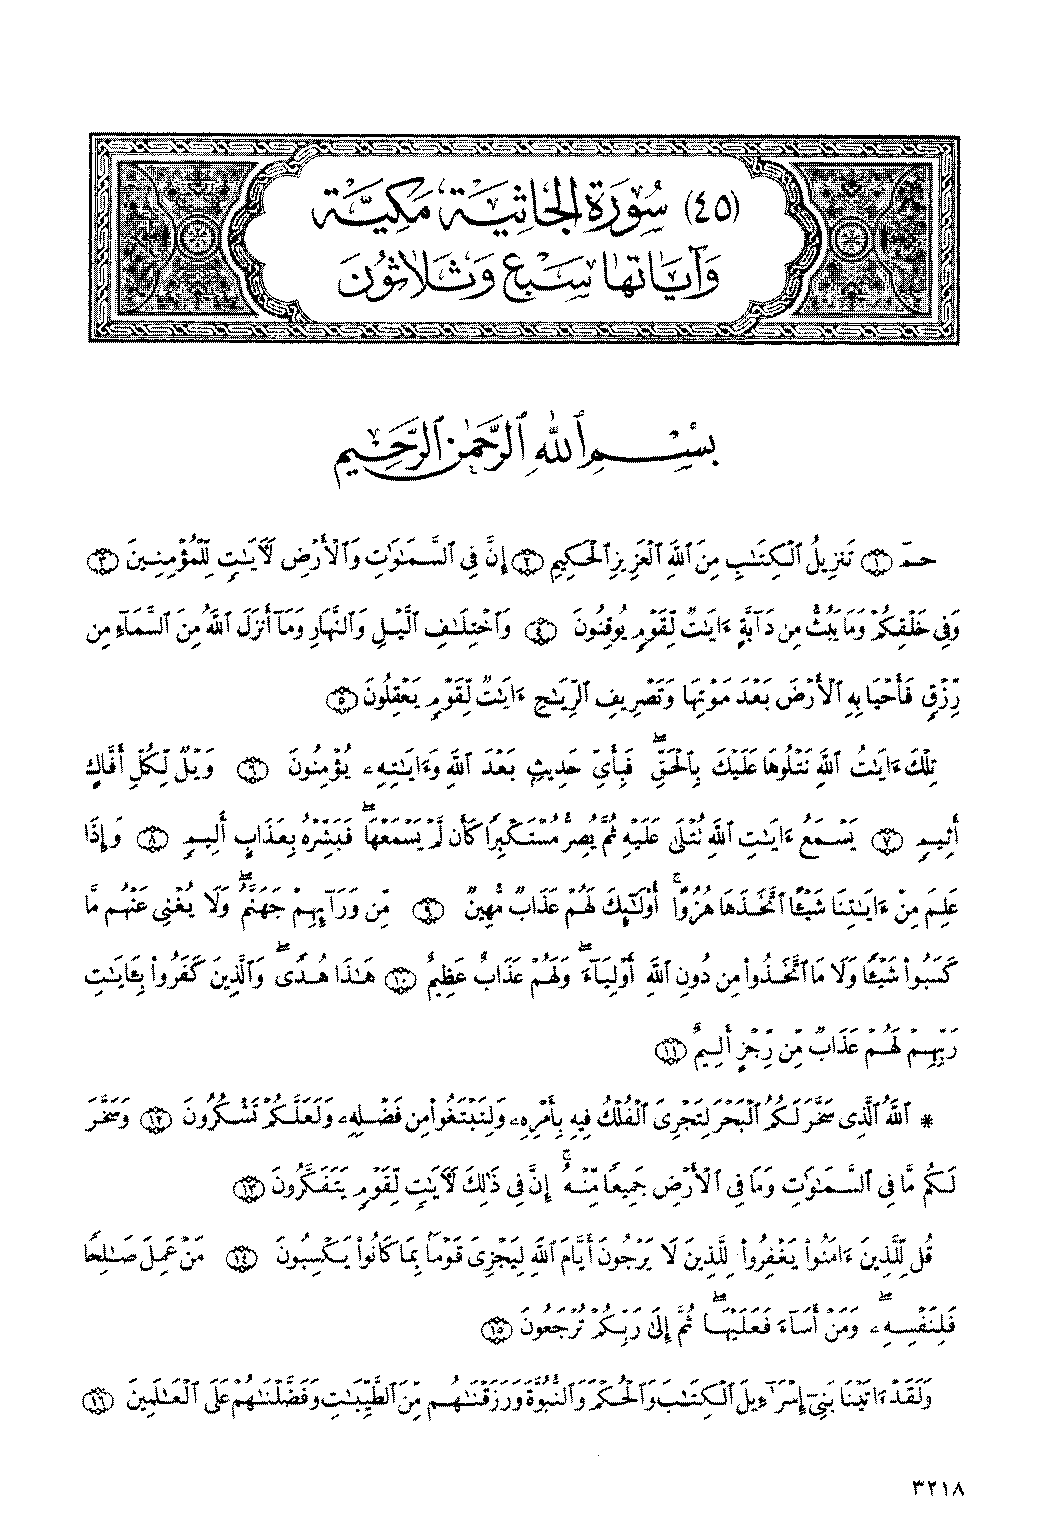 (٤٥) سُورَة الجَاثِيَة، مَكِيَّة
وَآيَاتها سَبع وَثَلاثونَ
بِسْمِ ٱللَّهِ ٱلرَّحْمَٰنِ ٱلرَّحِيمِ
حمٓ ﴿١﴾ تَنزِيلُ ٱلْكِتَٰبِ مِنَ ٱللَّهِ ٱلْعَزِيزِ ٱلْحَكِيمِ ﴿٢﴾ إِنَّ فِى ٱلسَّمَٰوَٰتِ وَٱلْأَرْضِ لَـَٔايَٰتٍ لِّلْمُؤْمِنِينَ ﴿٣﴾
وَفِى خَلْقِكُمْ وَمَا يَبُثُّ مِن دَآبَّةٍ ءَايَٰتٌ لِّقَوْمٍ يُوقِنُونَ ﴿٤﴾ وَٱخْتِلَٰفِ ٱلَّيْلِ وَٱلنَّهَارِ وَمَآ أَنزَلَ ٱللَّهُ مِنَ ٱلسَّمَآءِ مِن
رِّزْقٍ فَأَحْيَا بِهِ ٱلْأَرْضَ بَعْدَ مَوْتِهَا وَتَصْرِيفِ ٱلرِّيَٰحِ ءَايَٰتٌ لِّقَوْمٍ يَعْقِلُونَ ﴿٥﴾
تِلْكَ ءَايَٰتُ ٱللَّهِ نَتْلُوهَا عَلَيْكَ بِٱلْحَقِّ ۖ فَبِأَىِّ حَدِيثٍۭ بَعْدَ ٱللَّهِ وَءَايَٰتِهِۦ يُؤْمِنُونَ ﴿٦﴾ وَيْلٌ لِّكُلِّ أَفَّاكٍ
أَثِيمٍ ﴿٧﴾ يَسْمَعُ ءَايَٰتِ ٱللَّهِ تُتْلَىٰ عَلَيْهِ ثُمَّ يُصِرُّ مُسْتَكْبِرًا كَأَن لَّمْ يَسْمَعْهَا ۖ فَبَشِّرْهُ بِعَذَابٍ أَلِيمٍ ﴿٨﴾ وَإِذَا
عَلِمَ مِنْ ءَايَٰتِنَا شَيْـًٔا ٱتَّخَذَهَا هُزُوًا ۚ أُو۟لَٰٓئِكَ لَهُمْ عَذَابٌ مُّهِينٌ ﴿٩﴾ مِّن وَرَآئِهِمْ جَهَنَّمُ ۖ وَلَا يُغْنِى عَنْهُم مَّا
كَسَبُوا۟ شَيْـًٔا وَلَا مَا ٱتَّخَذُوا۟ مِن دُونِ ٱللَّهِ أَوْلِيَآءَ ۖ وَلَهُمْ عَذَابٌ عَظِيمٌ ﴿١٠﴾ هَٰذَا هُدًى ۖ وَٱلَّذِينَ كَفَرُوا۟ بِـَٔايَٰتِ
رَبِّهِمْ لَهُمْ عَذَابٌ مِّن رِّجْزٍ أَلِيمٌ ﴿١١﴾
* ٱللَّهُ ٱلَّذِى سَخَّرَ لَكُمُ ٱلْبَحْرَ لِتَجْرِىَ ٱلْفُلْكُ فِيهِ بِأَمْرِهِۦ وَلِتَبْتَغُوا۟ مِن فَضْلِهِۦ وَلَعَلَّكُمْ تَشْكُرُونَ ﴿١٢﴾ وَسَخَّرَ
لَكُم مَّا فِى ٱلسَّمَٰوَٰتِ وَمَا فِى ٱلْأَرْضِ جَمِيعًا مِّنْهُ ۚ إِنَّ فِى ذَٰلِكَ لَـَٔايَٰتٍ لِّقَوْمٍ يَتَفَكَّرُونَ ﴿١٣﴾
قُل لِّلَّذِينَ ءَامَنُوا۟ يَغْفِرُوا۟ لِلَّذِينَ لَا يَرْجُونَ أَيَّامَ ٱللَّهِ لِيَجْزِىَ قَوْمًۢا بِمَا كَانُوا۟ يَكْسِبُونَ ﴿١٤﴾ مَنْ عَمِلَ صَٰلِحًا
فَلِنَفْسِهِۦ ۖ وَمَنْ أَسَآءَ فَعَلَيْهَا ۖ ثُمَّ إِلَىٰ رَبِّكُمْ تُرْجَعُونَ ﴿١٥﴾
وَلَقَدْ ءَاتَيْنَا بَنِىٓ إِسْرَٰٓءِيلَ ٱلْكِتَٰبَ وَٱلْحُكْمَ وَٱلنُّبُوَّةَ وَرَزَقْنَٰهُم مِّنَ ٱلطَّيِّبَٰتِ وَفَضَّلْنَٰهُمْ عَلَى ٱلْعَٰلَمِينَ ﴿١٦﴾
٣٢١٨